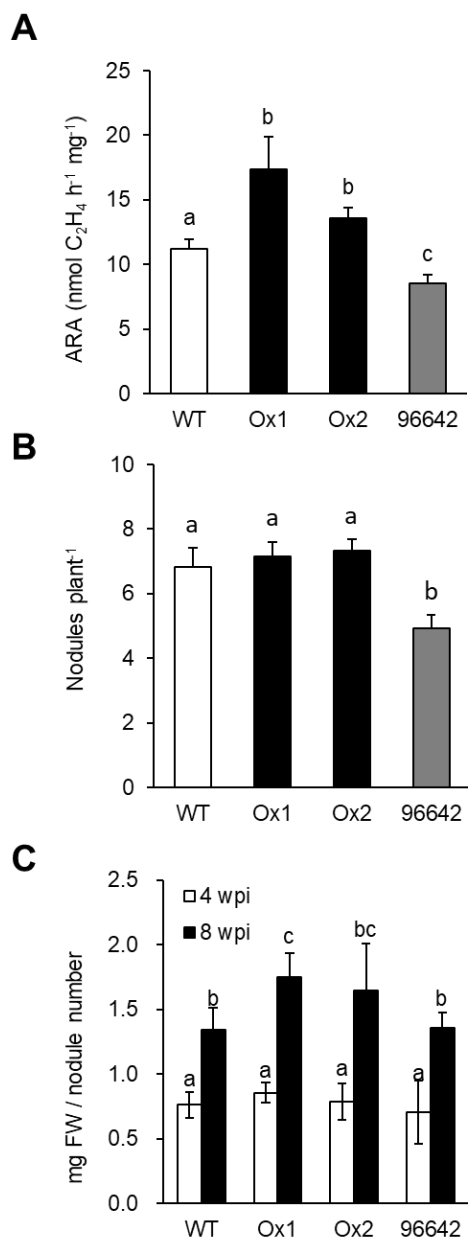 A
ARA (nmol C₂H₄ h⁻¹ mg⁻¹)
25
20
15
10
5
0
a
b
b
c
WT Ox1 Ox2 96642
B
Nodules plant⁻¹
10
8
6
4
2
0
a
a
a
b
WT Ox1 Ox2 96642
C
mg FW / nodule number
2.5
2.0
1.5
1.0
0.5
0.0
4 wpi
8 wpi
a
b
a
c
a
bc
a
b
WT Ox1 Ox2 96642